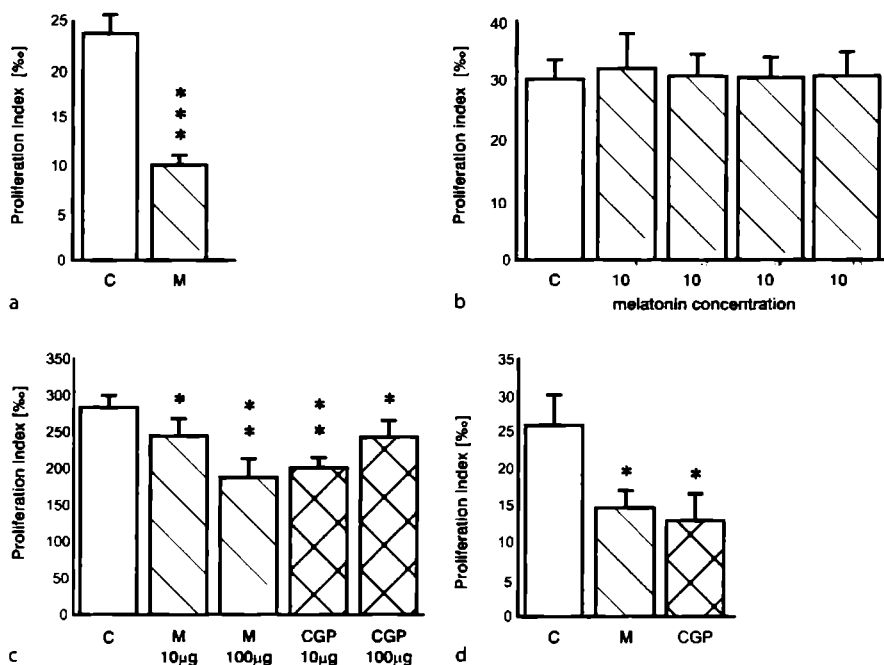 Proliferation Index [‰]
25
20
15
10
5
0
***
C M
a
Proliferation index [‰]
40
30
20
10
0
C 10 10 10 10
melatonin concentration
b
Proliferation Index [‰]
350
300
250
200
150
100
50
0
* ** ** *
C M M CGP CGP
10µg 100µg 10µg 100µg
c
Proliferation Index [‰]
35
30
25
20
15
10
5
0
* *
C M CGP
d